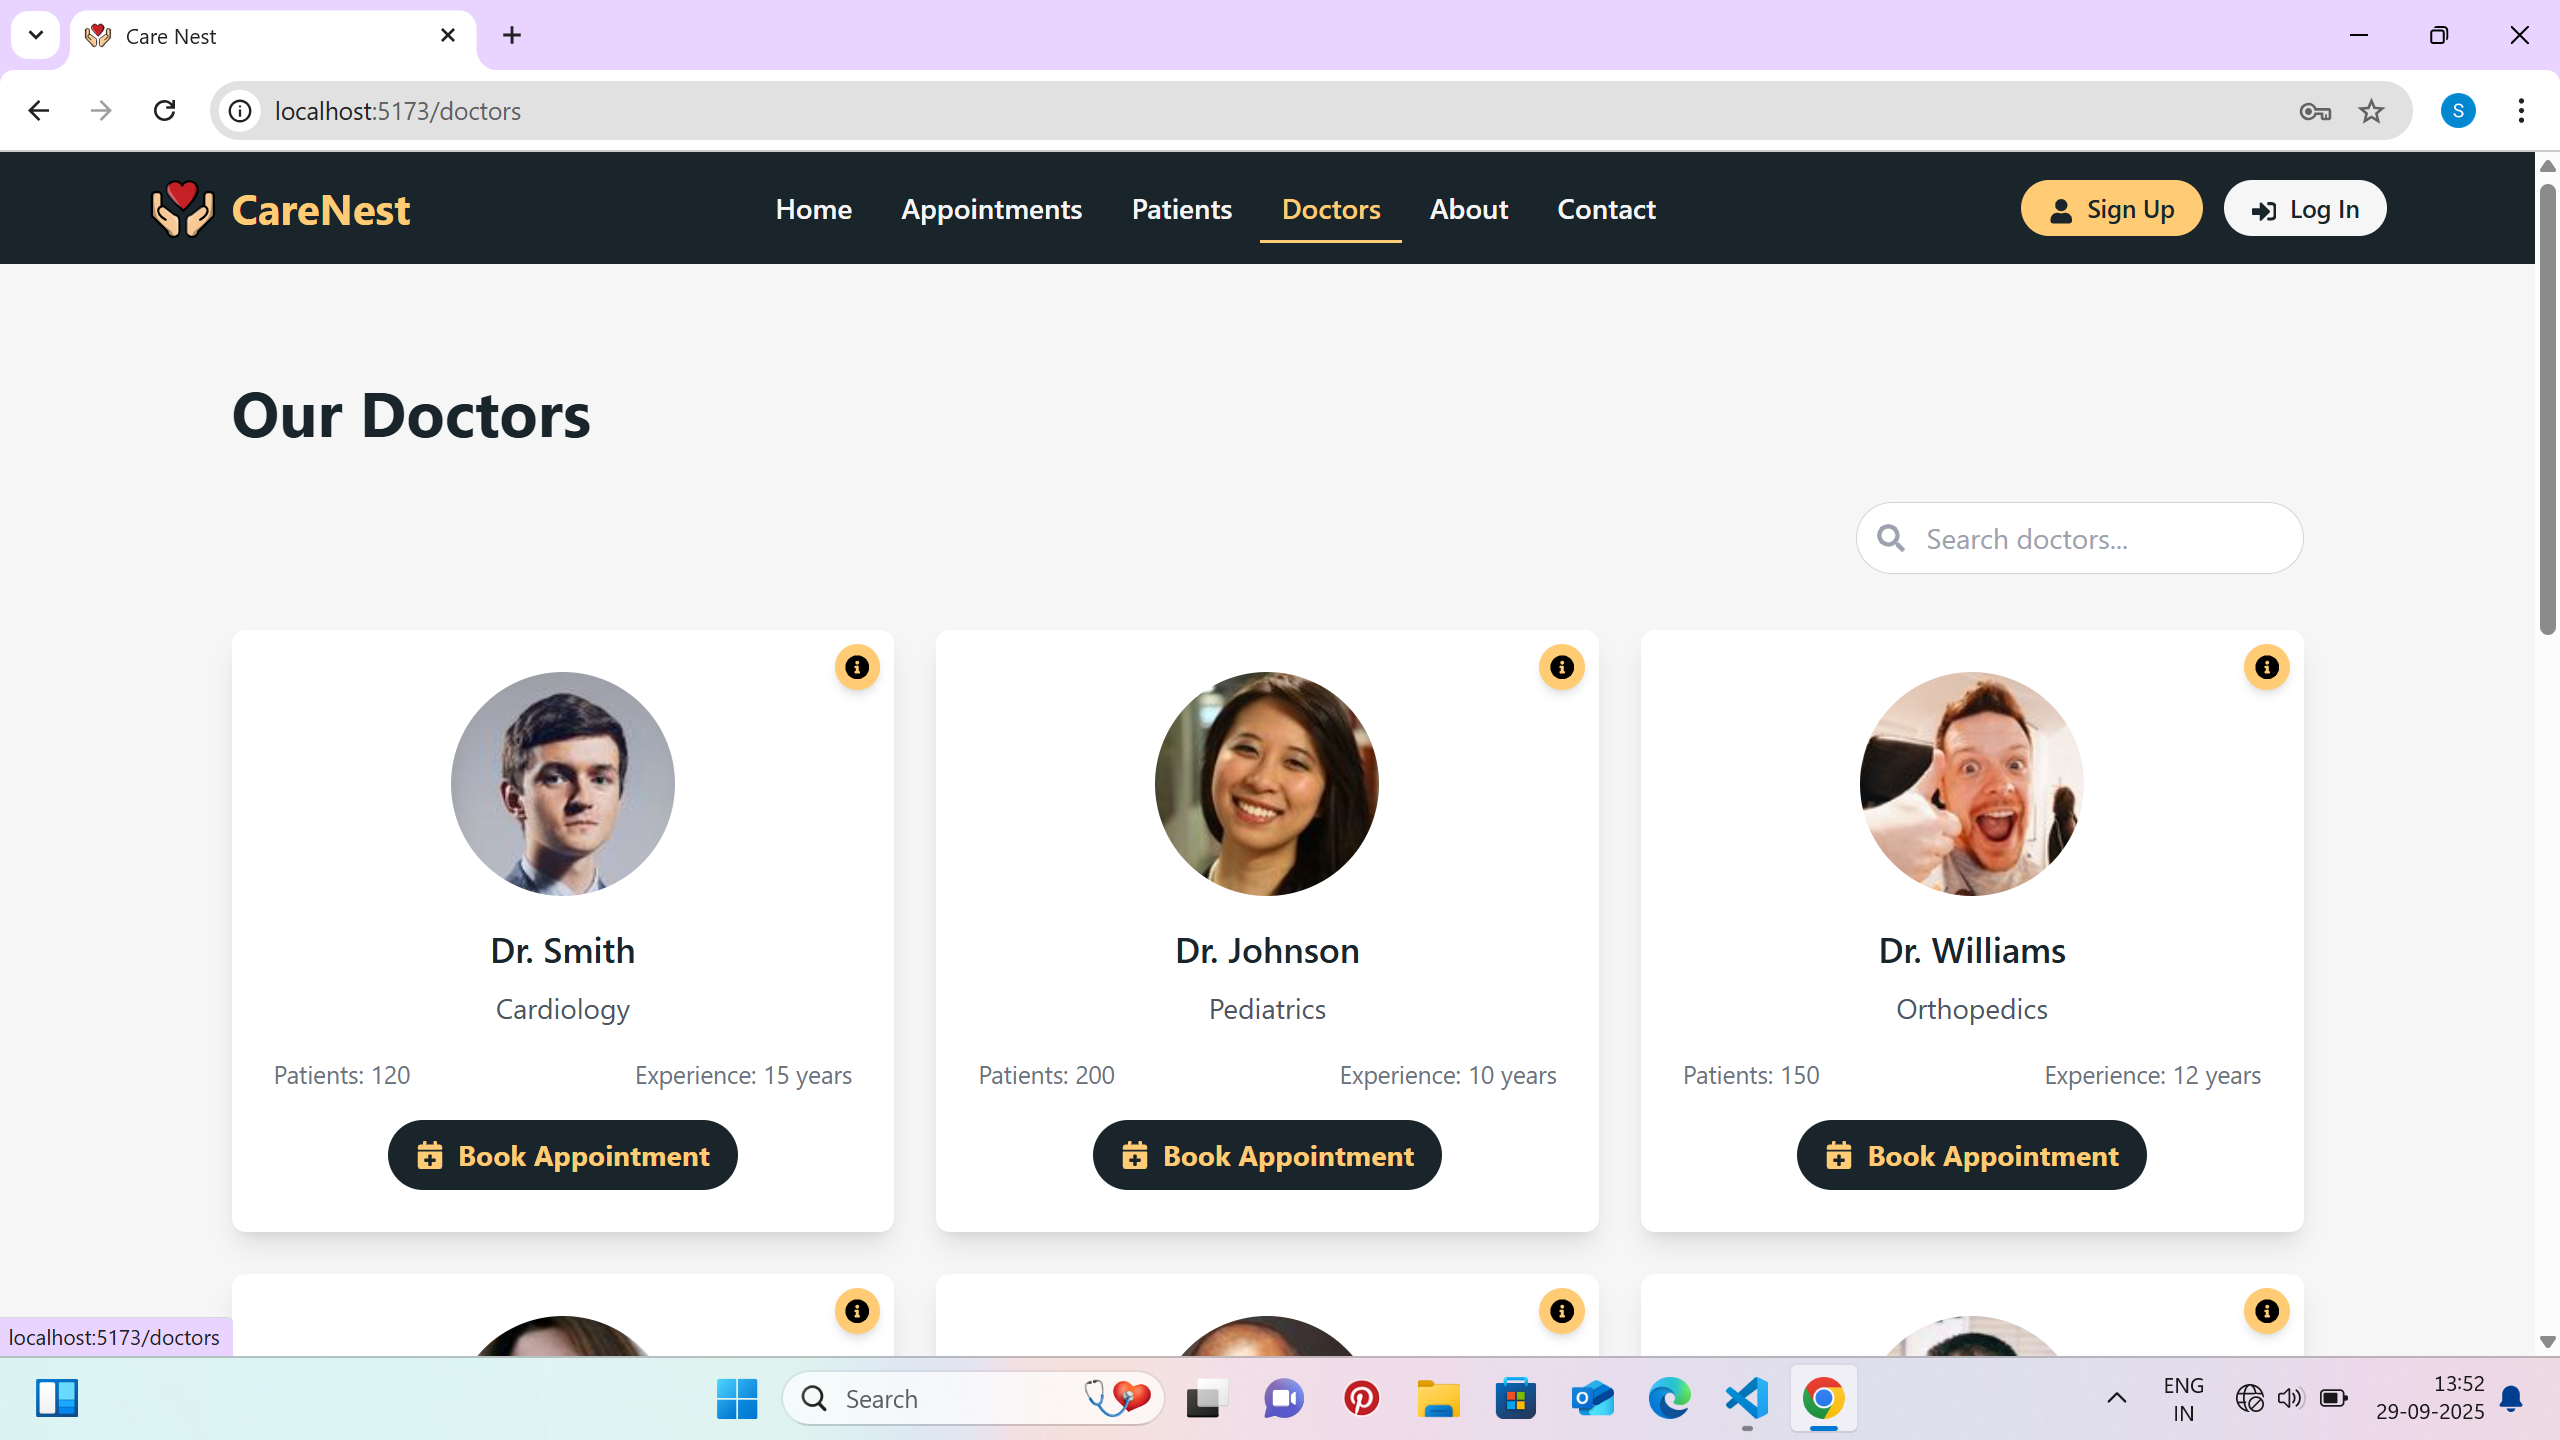 Care Nest
localhost:5173/doctors
S
CareNest
Home Appointments Patients Doctors About Contact
Sign Up Log In
Our Doctors
Search doctors...
Dr. Smith
Cardiology
Patients: 120 Experience: 15 years
Book Appointment
Dr. Johnson
Pediatrics
Patients: 200 Experience: 10 years
Book Appointment
Dr. Williams
Orthopedics
Patients: 150 Experience: 12 years
Book Appointment
localhost:5173/doctors
Search
ENG
IN
13:52
29-09-2025